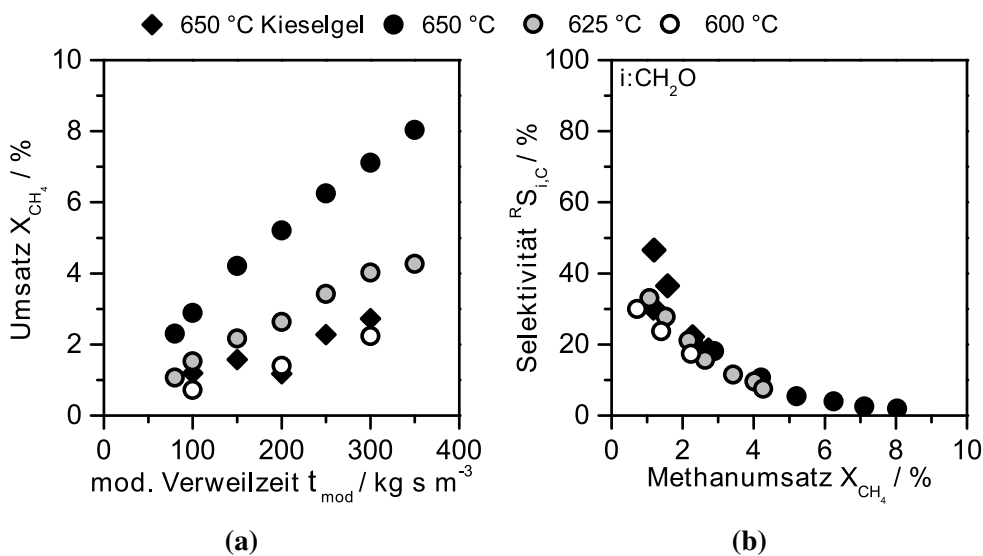 650 °C Kieselgel 650 °C 625 °C 600 °C
10
8
6
4
2
0
0 100 200 300 400
Umsatz X_CH₄ / %
mod. Verweilzeit t_mod / kg s m⁻³
(a)
i:CH₂O
100
80
60
40
20
0
0 2 4 6 8 10
Selektivität ᴿS_i,C / %
Methanumsatz X_CH₄ / %
(b)